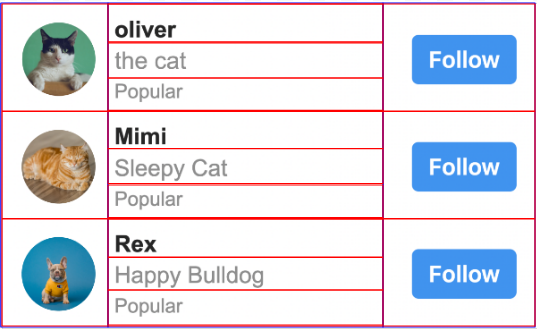 oliver
the cat
Popular
Follow
Mimi
Sleepy Cat
Popular
Follow
Rex
Happy Bulldog
Popular
Follow